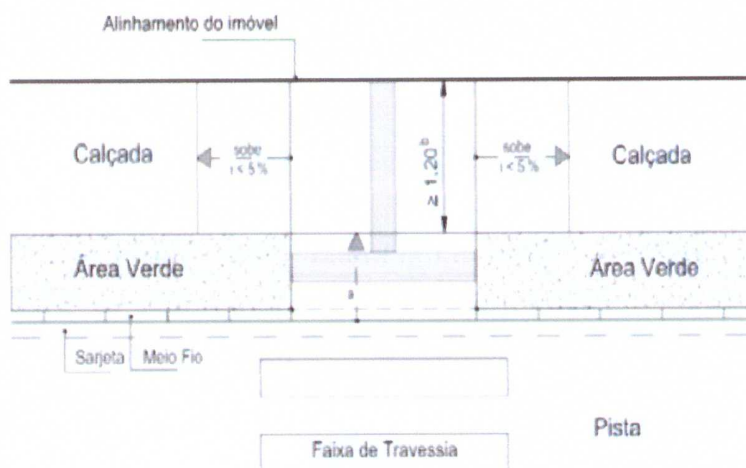 Alinhamento do imóvel
Calçada
sobe
i < 5%
≥ 1,20 b
sobe
i < 5%
Calçada
Área Verde
a
Área Verde
Sarjeta
Meio Fio
Pista
Faixa de Travessia